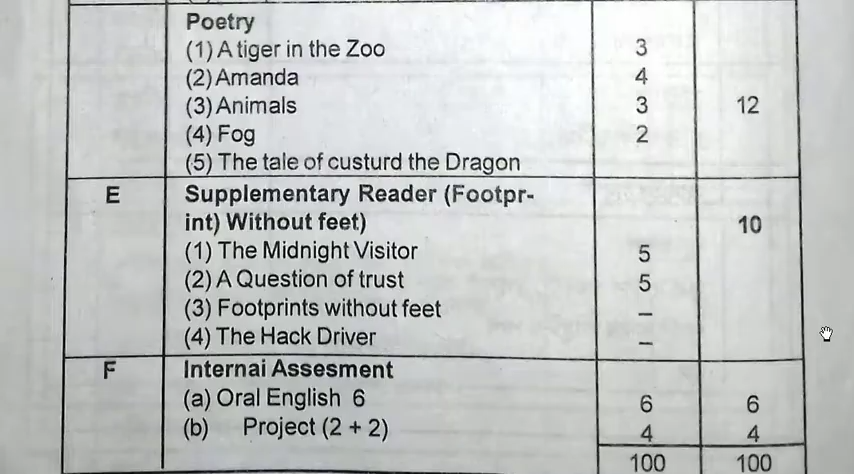 Poetry
(1) A tiger in the Zoo 3
(2) Amanda 4
(3) Animals 3 12
(4) Fog 2
(5) The tale of custurd the Dragon
E Supplementary Reader (Footpr-
int) Without feet) 10
(1) The Midnight Visitor 5
(2) A Question of trust 5
(3) Footprints without feet –
(4) The Hack Driver –
F Internai Assesment
(a) Oral English 6 6 6
(b) Project (2 + 2) 4 4
100 100